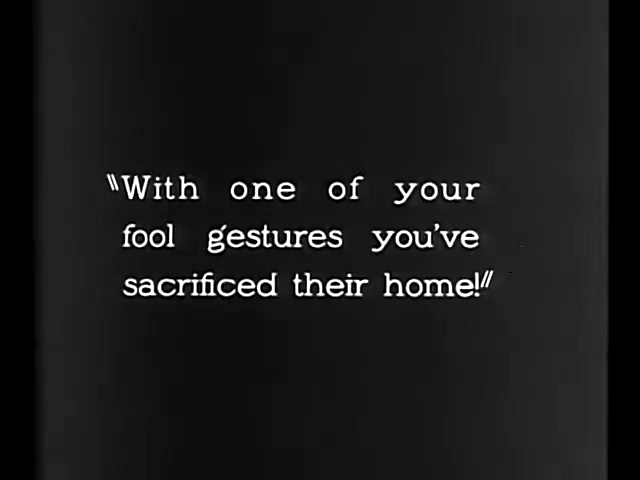 "With one of your
fool gestures you've
sacrificed their home!"